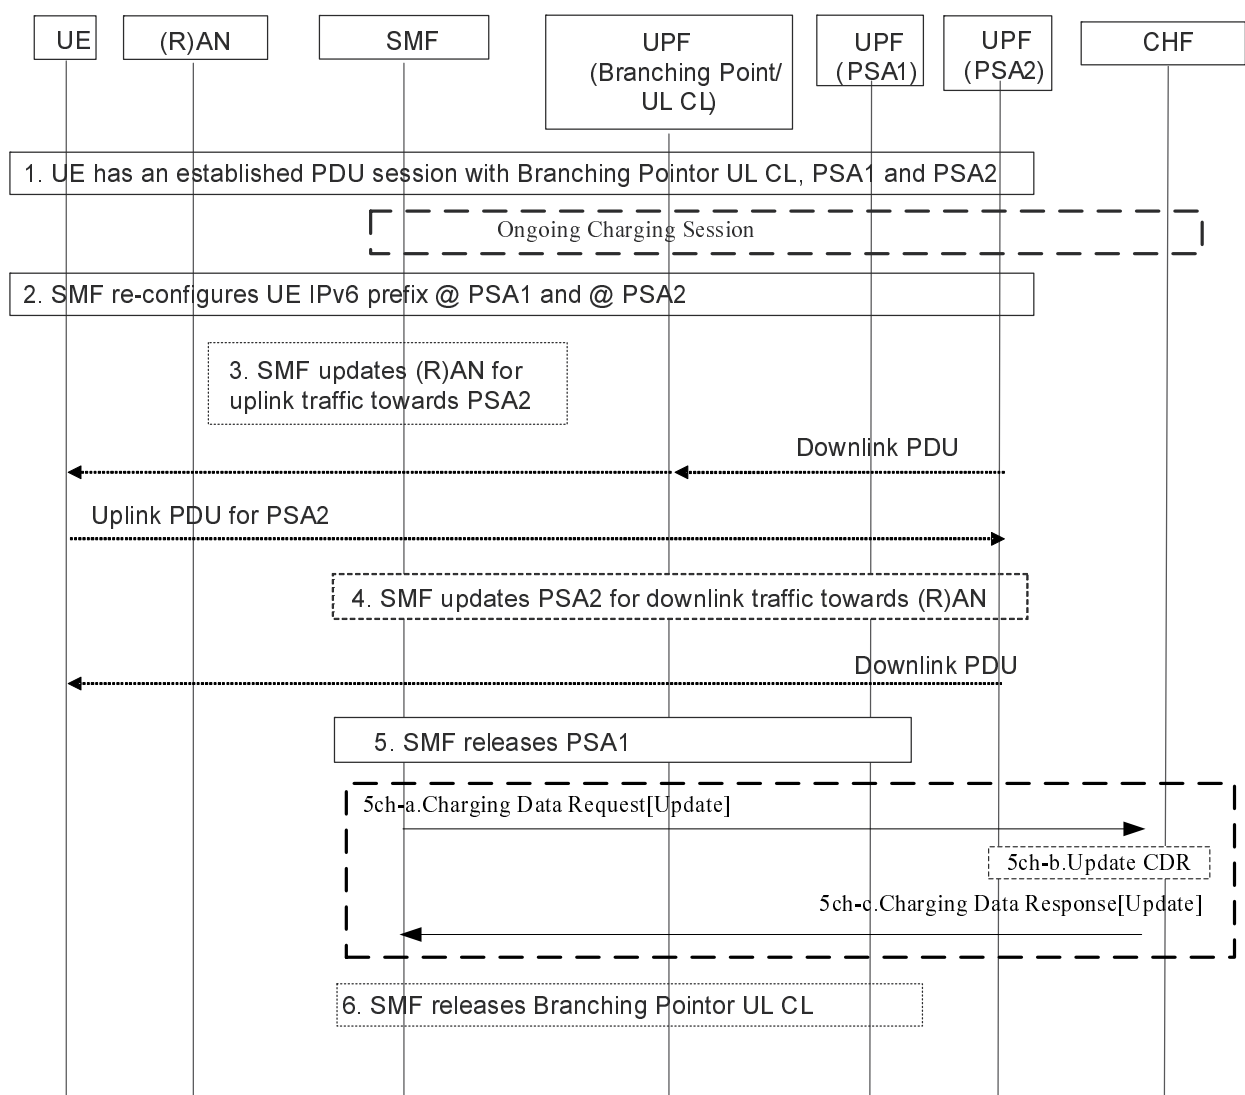 UE
(R)AN
SMF
UPF
(Branching Point/
UL CL)
UPF
(PSA1)
UPF
(PSA2)
CHF
1. UE has an established PDU session with Branching Pointor UL CL, PSA1 and PSA2
Ongoing Charging Session
2. SMF re-configures UE IPv6 prefix @ PSA1 and @ PSA2
3. SMF updates (R)AN for
uplink traffic towards PSA2
Downlink PDU
Uplink PDU for PSA2
4. SMF updates PSA2 for downlink traffic towards (R)AN
Downlink PDU
5. SMF releases PSA1
5ch-a.Charging Data Request[Update]
5ch-b.Update CDR
5ch-c.Charging Data Response[Update]
6. SMF releases Branching Pointor UL CL